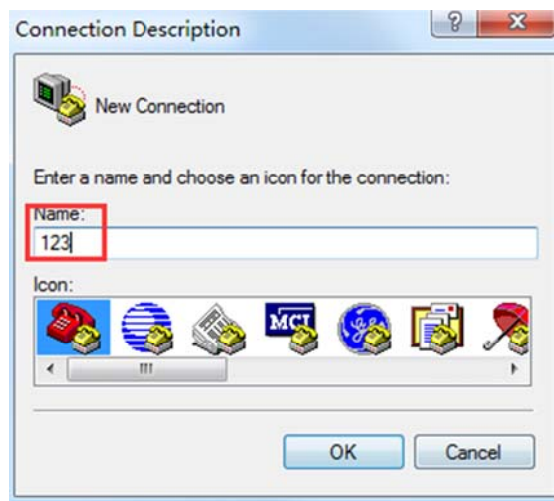 Connection Description
New Connection
Enter a name and choose an icon for the connection:
Name:
123
Icon:
MCI
OK Cancel